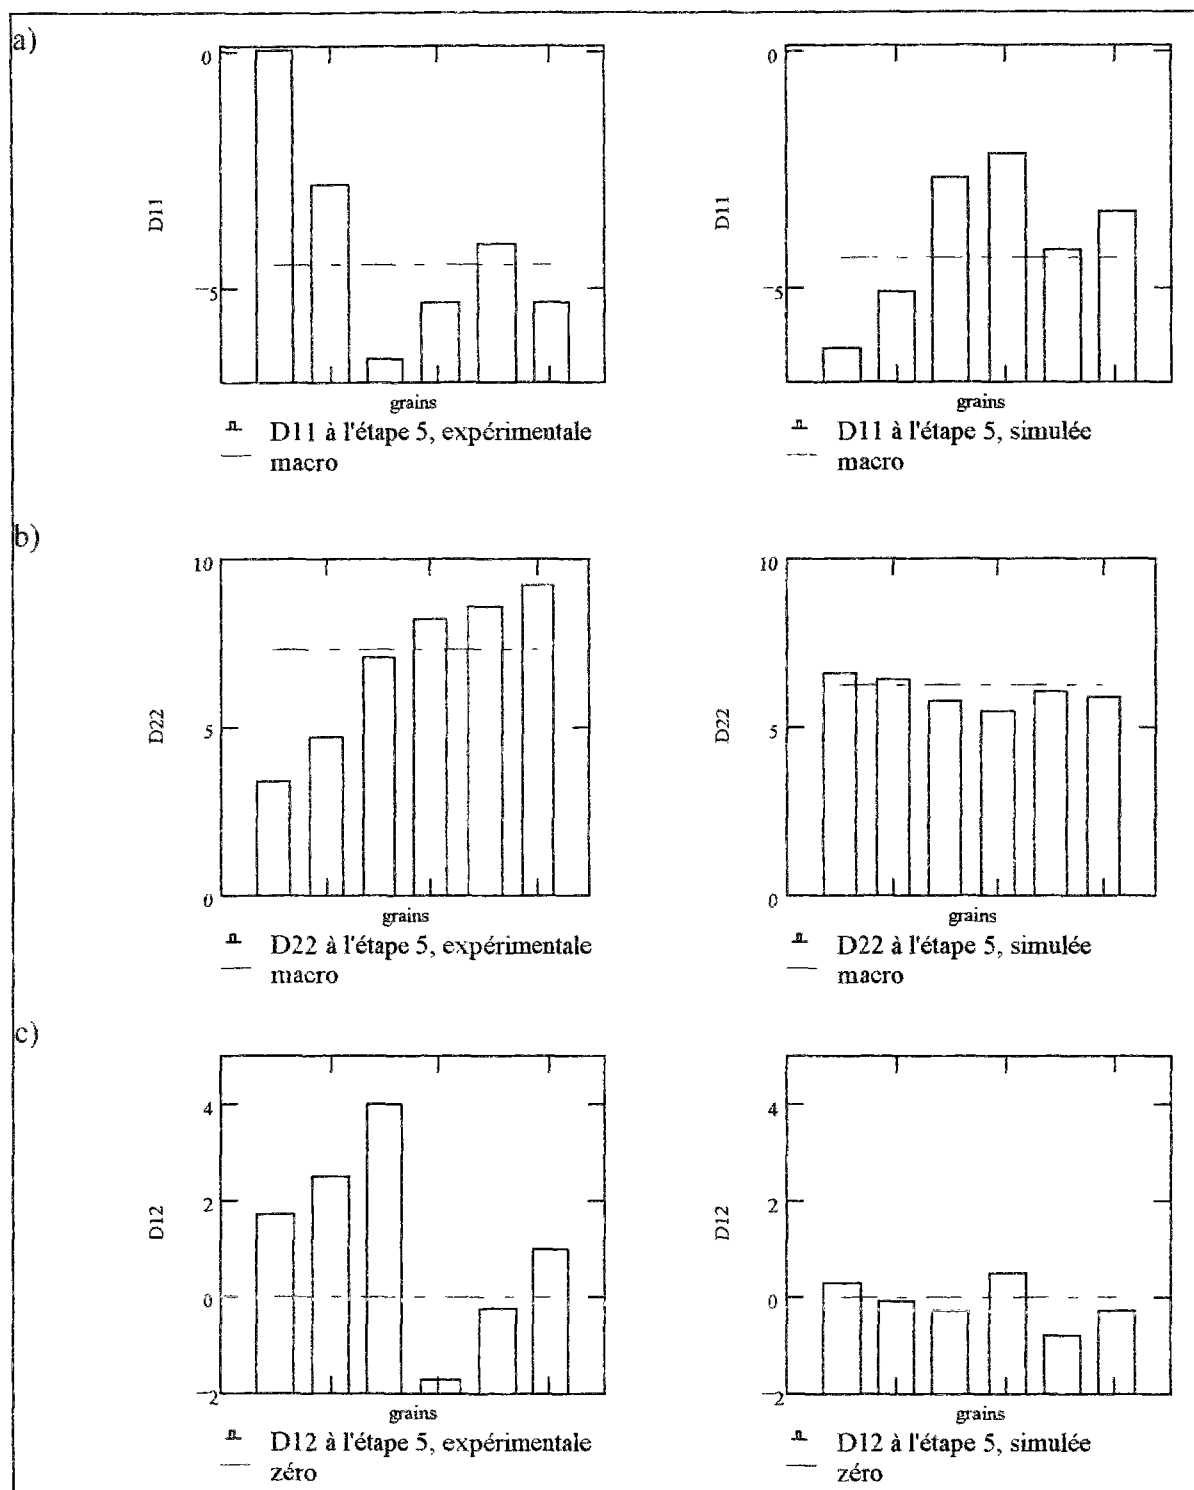 a)
0
D11
−5
grains
D11 à l'étape 5, expérimentale
macro
0
D11
−5
grains
D11 à l'étape 5, simulée
macro
b)
10
D22
5
0
grains
D22 à l'étape 5, expérimentale
macro
10
D22
5
0
grains
D22 à l'étape 5, simulée
macro
c)
4
2
D12
0
−2
grains
D12 à l'étape 5, expérimentale
zéro
4
2
D12
0
−2
grains
D12 à l'étape 5, simulée
zéro